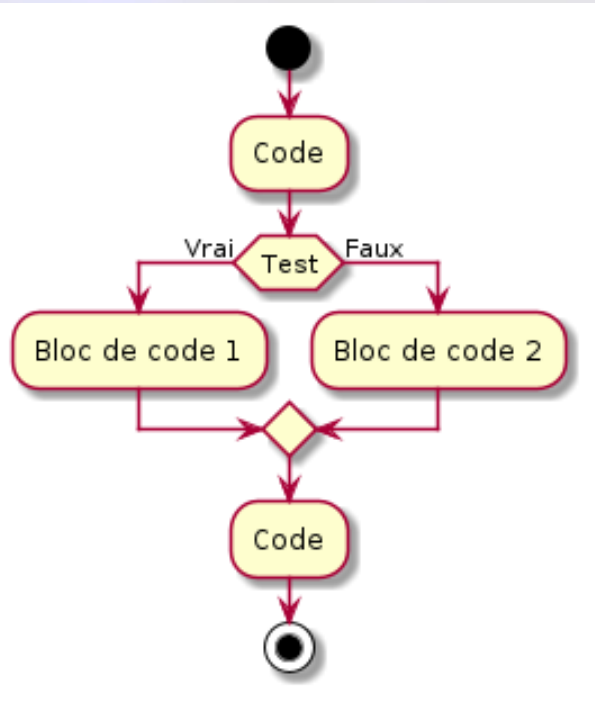 Code
Vrai
Test
Faux
Bloc de code 1
Bloc de code 2
Code